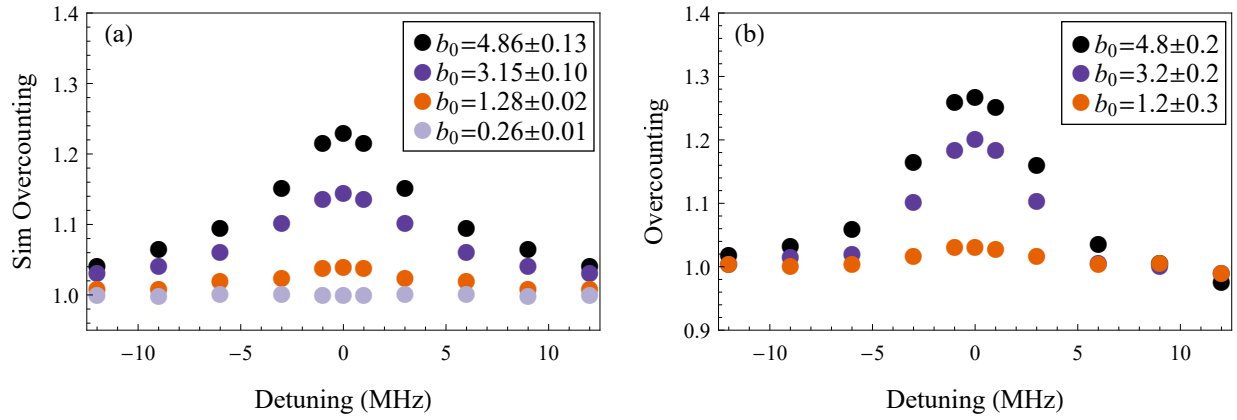 (a)
b₀=4.86±0.13
b₀=3.15±0.10
b₀=1.28±0.02
b₀=0.26±0.01
Sim Overcounting
1.4
1.3
1.2
1.1
1.0
−10 −5 0 5 10
Detuning (MHz)
(b)
b₀=4.8±0.2
b₀=3.2±0.2
b₀=1.2±0.3
Overcounting
1.4
1.3
1.2
1.1
1.0
0.9
−10 −5 0 5 10
Detuning (MHz)